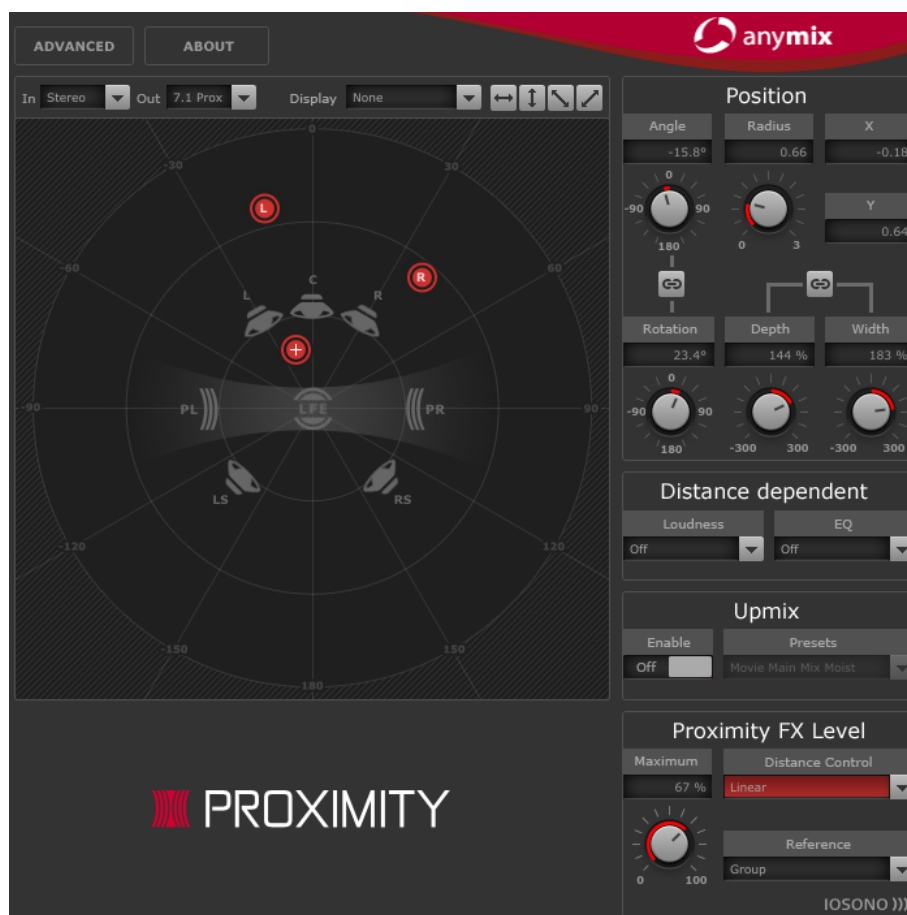 ADVANCED ABOUT anymix
In Stereo Out 7.1 Prox Display None
Position
Angle Radius X
-15.8° 0.66 -0.18
0
-90 90
180
0 3
Y
0.64
Rotation Depth Width
23.4° 144 % 183 %
0
-90 90
180
-300 300
-300 300
0
-30 30
L
-60 60
R
L C R
-90 PL LFE PR 90
LS RS
-120 120
-150 150
180
Distance dependent
Loudness EQ
Off Off
Upmix
Enable Presets
Off Movie Main Mix Moist
Proximity FX Level
Maximum Distance Control
67 % Linear
0 100
Reference
Group
PROXIMITY
IOSONO